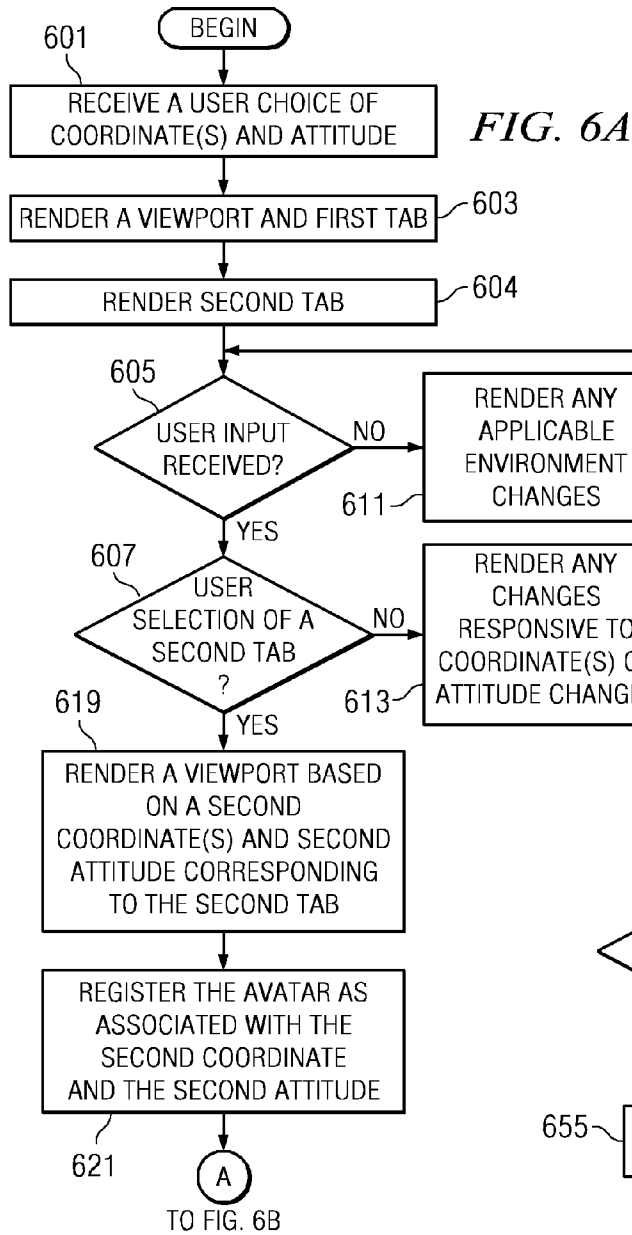 BEGIN
601
RECEIVE A USER CHOICE OF
COORDINATE(S) AND ATTITUDE
FIG. 6A
RENDER A VIEWPORT AND FIRST TAB
603
RENDER SECOND TAB
604
605
USER INPUT
RECEIVED?
NO
RENDER ANY
APPLICABLE
ENVIRONMENT
CHANGES
611
YES
607
USER
SELECTION OF A
SECOND TAB
?
NO
RENDER ANY
CHANGES
RESPONSIVE TO
COORDINATE(S)
ATTITUDE
613
YES
619
RENDER A VIEWPORT BASED
ON A SECOND
COORDINATE(S) AND SECOND
ATTITUDE CORRESPONDING
TO THE SECOND TAB
REGISTER THE AVATAR AS
ASSOCIATED WITH THE
SECOND COORDINATE
AND THE SECOND ATTITUDE
621
A
TO FIG. 6B
655